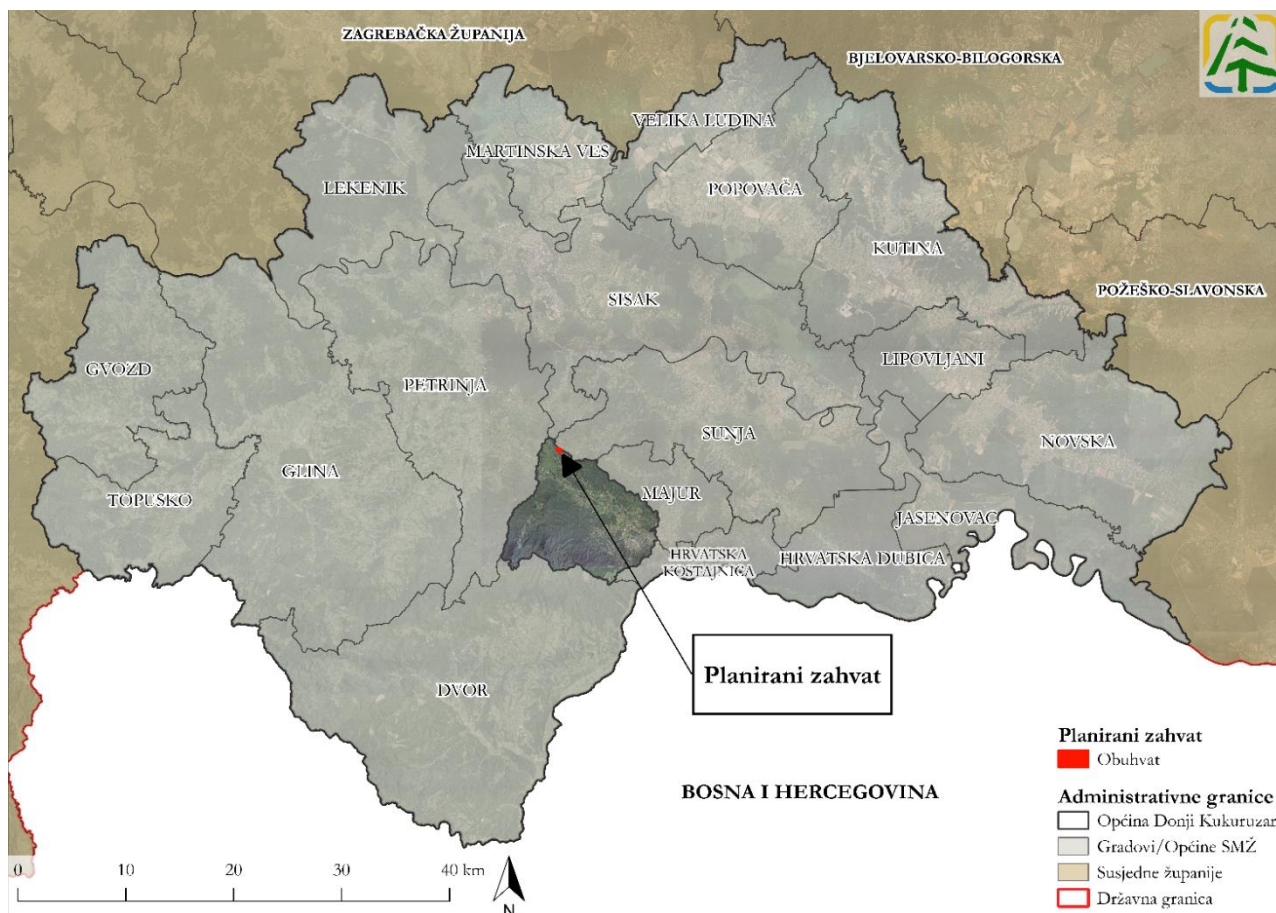 ZAGREBAČKA ŽUPANIJA
BJELOVARSKO-BILOGORSKA
VELIKA LUDINA
MARTINSKA VES
LEKENIK
POPOVAČA
KUTINA
POŽEŠKO-SLAVONSKA
SISAK
LIPOVLJANI
GVOZD
PETRINJA
SUNJA
NOVSKA
GLINA
TOPUSKO
MAJUR
JASENOVAC
HRVATSKA
KOSTAJNICA
HRVATSKA DUBICA
Planirani zahvat
DVOR
BOSNA I HERCEGOVINA
Planirani zahvat
Obuhvat
Administrativne granice
Općina Donji Kukuruzar
Gradovi/Općine SMŽ
Susjedne županije
Državna granica
0 10 20 30 40 km
N